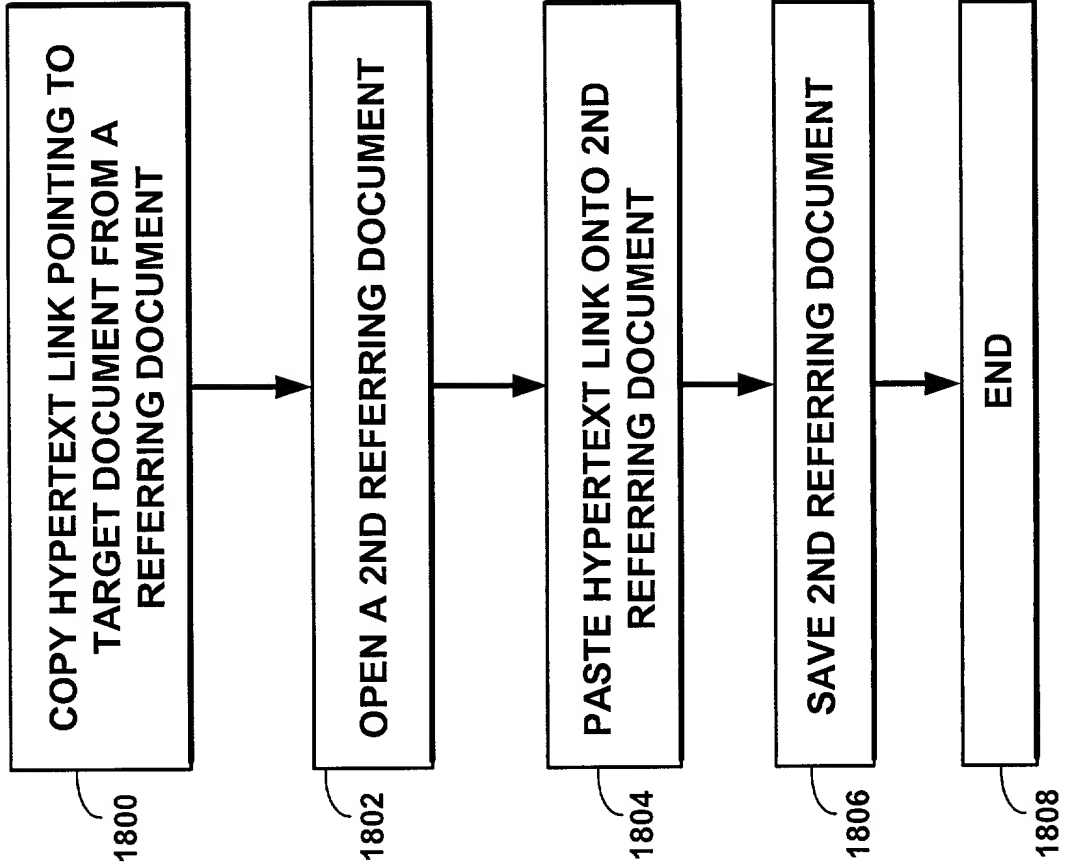 COPY HYPERTEXT LINK POINTING TO
TARGET DOCUMENT FROM A
REFERRING DOCUMENT
1800
OPEN A 2ND REFERRING DOCUMENT
1802
PASTE HYPERTEXT LINK ONTO 2ND
REFERRING DOCUMENT
1804
SAVE 2ND REFERRING DOCUMENT
1806
END
1808